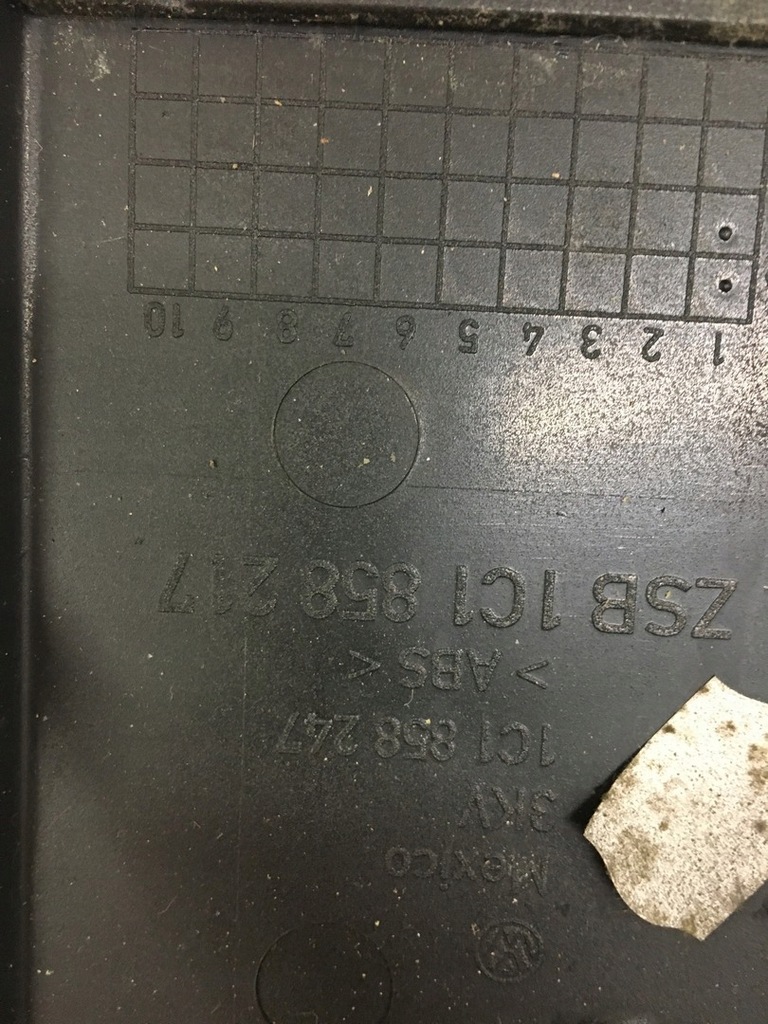 VW
Mexico
3KV
1C1 858 247
> ABS <
ZSB 1C1 858 217
1 2 3 4 5 6 7 8 9 10